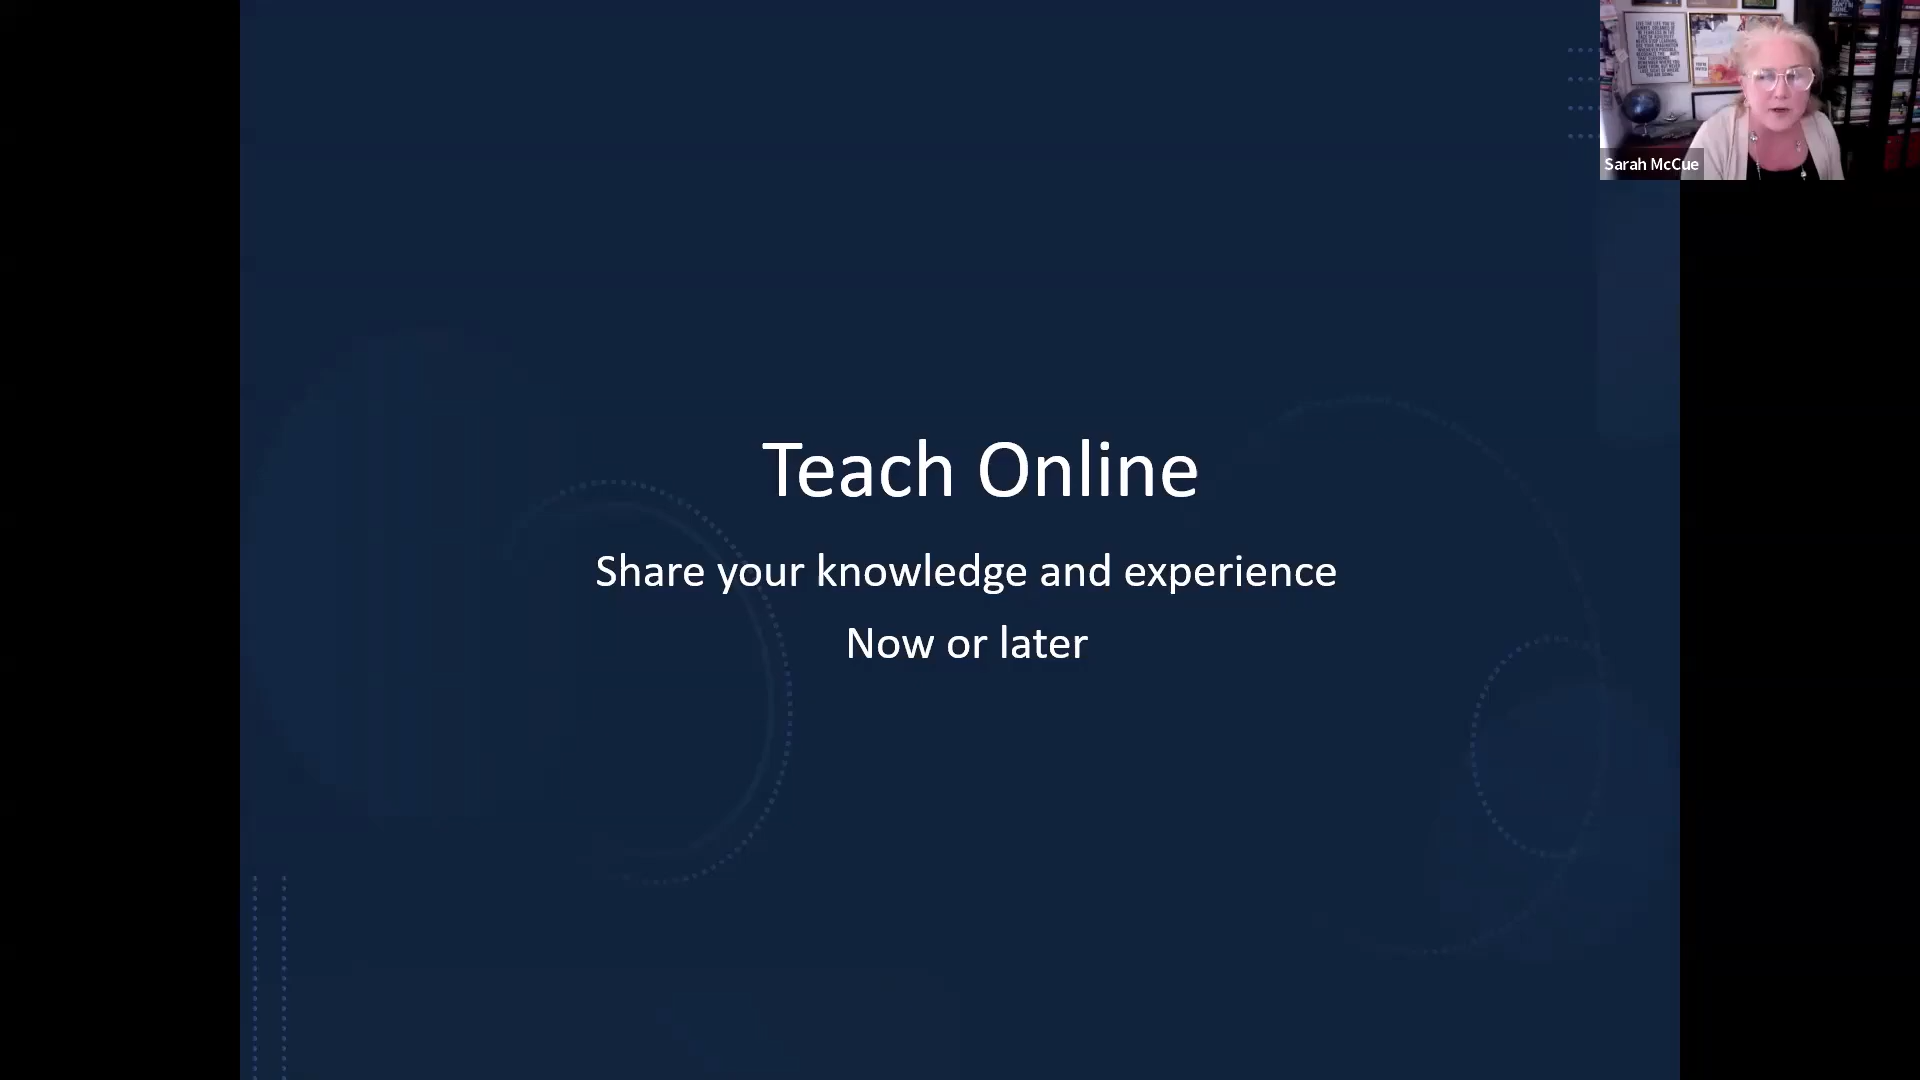 Teach Online
Share your knowledge and experience
Now or later
Sarah McCue